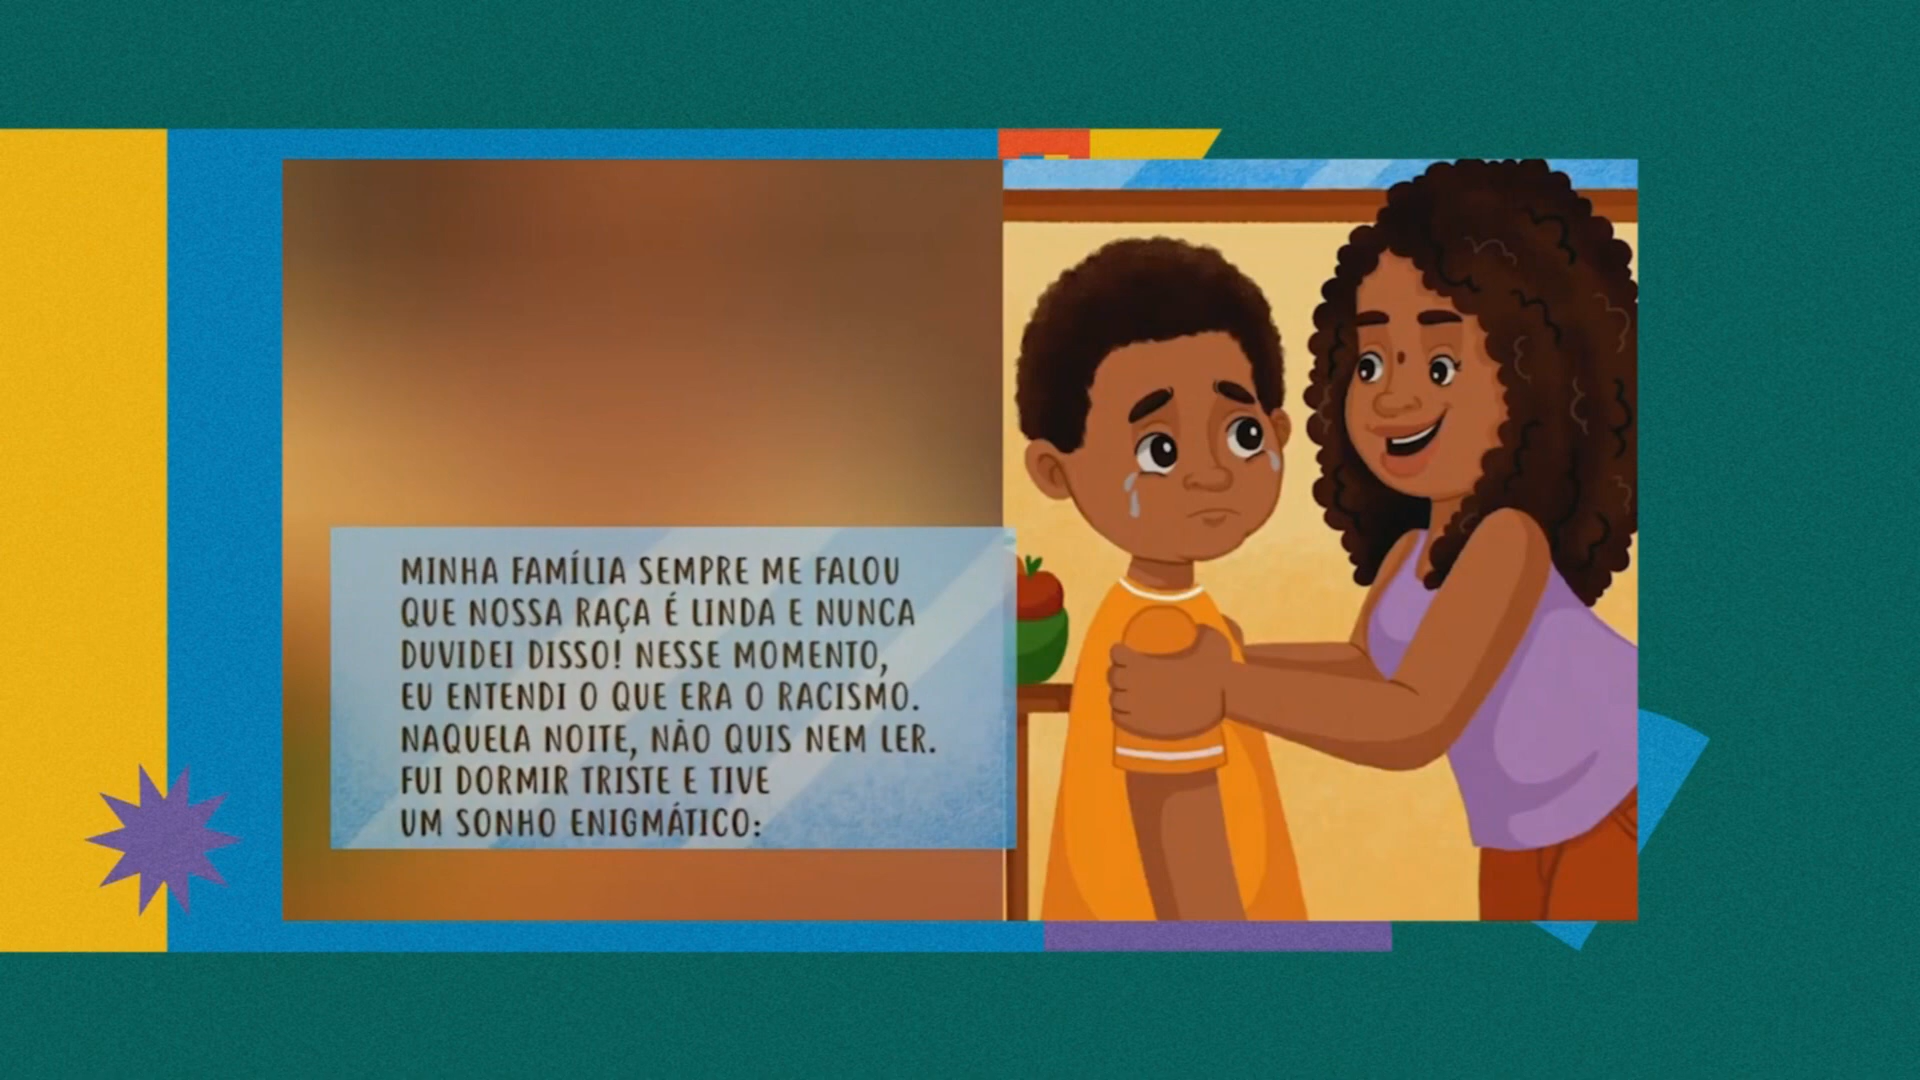 MINHA FAMÍLIA SEMPRE ME FALOU
QUE NOSSA RAÇA É LINDA E NUNCA
DUVIDEI DISSO! NESSE MOMENTO,
EU ENTENDI O QUE ERA O RACISMO.
NAQUELA NOITE, NÃO QUIS NEM LER.
FUI DORMIR TRISTE E TIVE
UM SONHO ENIGMÁTICO: